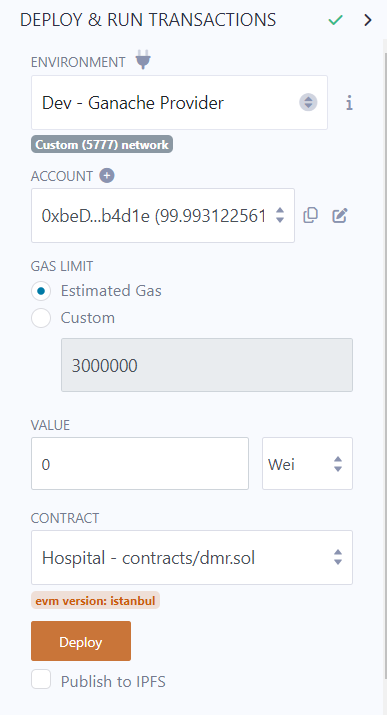 DEPLOY & RUN TRANSACTIONS
ENVIRONMENT
Dev - Ganache Provider
i
Custom (5777) network
ACCOUNT
0xbeD...b4d1e (99.993122561
GAS LIMIT
Estimated Gas
Custom
3000000
VALUE
0 Wei
CONTRACT
Hospital - contracts/dmr.sol
evm version: istanbul
Deploy
Publish to IPFS